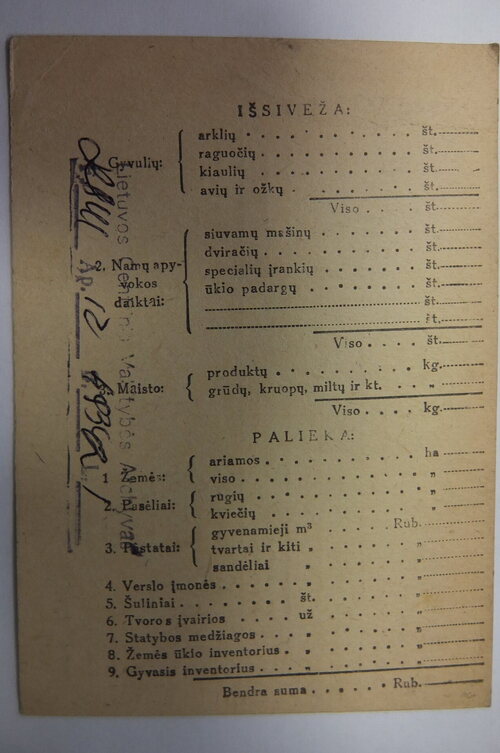 IŠSIVEŽA:
Gyvulių:
arklių . . . . . . . . . št.
raguočių . . . . . . . . št.
kiaulių . . . . . . . . št.
avių ir ožkų . . . . . . . št.
Viso . . . . št.
2. Namų apyvokos daiktai:
siuvamų mašinų . . . . . . št.
dviračių . . . . . . . . št.
specialių įrankių . . . . . št.
ūkio padargų . . . . . . . št.
št.
št.
Viso . . . . št.
Maisto:
produktų . . . . . . . . kg.
grūdų, kruopų, miltų ir kt. . . . „
Viso . . . . kg.
PALIEKA:
1 Žemės:
ariamos . . . . . . . . ha
viso . . . . . . . . . „
2. Pasėliai:
rugių . . . . . . . . . „
kviečių . . . . . . . . „
3. Pastatai:
gyvenamieji m³ Rub.
tvartai ir kiti „ . . . . . „
sandėliai „ . . . . . „
4. Verslo įmonės . . . . . . . „
5. Šuliniai . . . . . . . št. . . . . „
6. Tvoros įvairios . . . . už . . . . „
7. Statybos medžiagos . . . . . . . „
8. Žemės ūkio inventorius . . . . . . „
9. Gyvasis inventorius . . . . . . . „
Bendra suma . . . . . . Rub.
Lietuvos Centrinis Valstybės Archyvas
Ap. 12